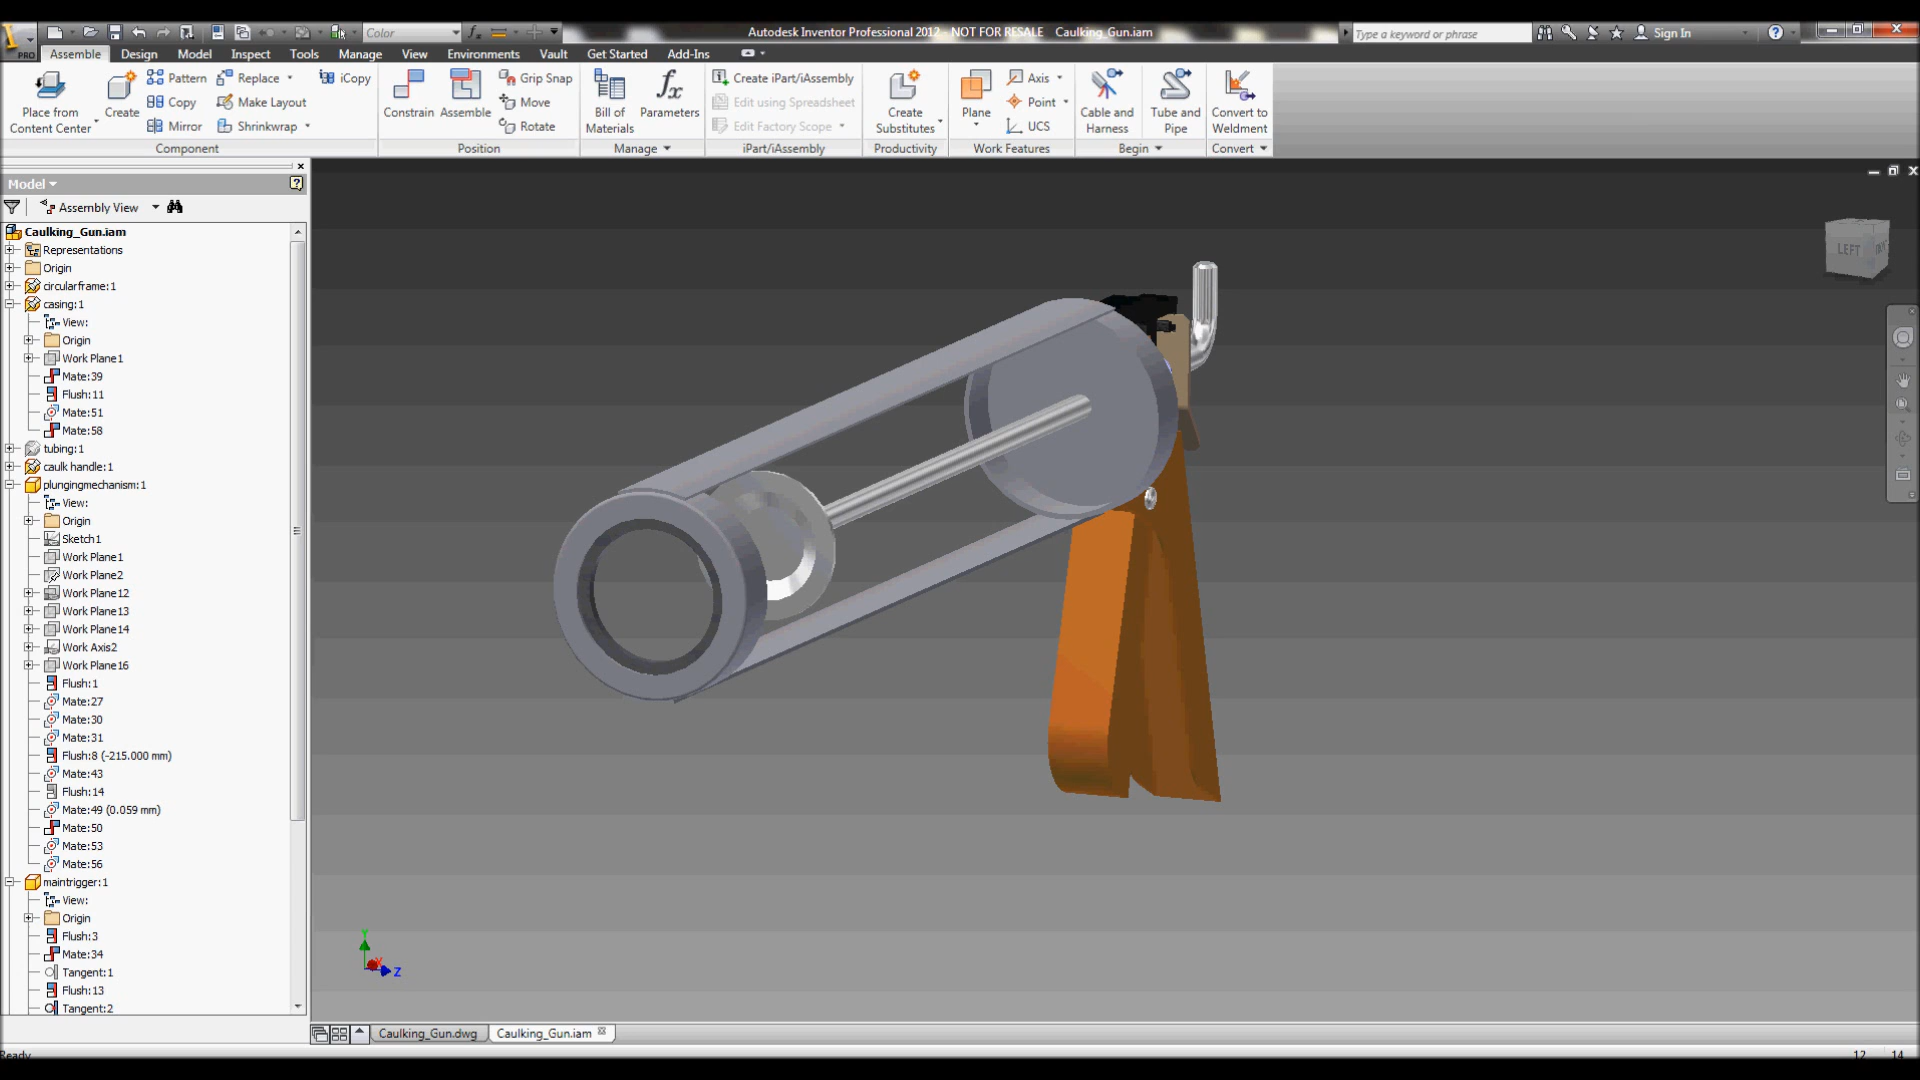 Autodesk Inventor Professional 2012 - NOT FOR RESALE Caulking_Gun.iam
Color
Type a keyword or phrase
Sign In
PRO
Assemble Design Model Inspect Tools Manage View Environments Vault Get Started Add-Ins
Place from Content Center
Create
Pattern
Copy
Mirror
Replace
Make Layout
Shrinkwrap
iCopy
Constrain
Assemble
Grip Snap
Move
Rotate
Bill of Materials
Parameters
Create iPart/iAssembly
Edit using Spreadsheet
Edit Factory Scope
Create Substitutes
Plane
Axis
Point
UCS
Cable and Harness
Tube and Pipe
Convert to Weldment
Component Position Manage iPart/iAssembly Productivity Work Features Begin Convert
Model
Assembly View
Caulking_Gun.iam
Representations
Origin
circularframe:1
casing:1
View:
Origin
Work Plane1
Mate:39
Flush:11
Mate:51
Mate:58
tubing:1
caulk handle:1
plungingmechanism:1
View:
Origin
Sketch1
Work Plane1
Work Plane2
Work Plane12
Work Plane13
Work Plane14
Work Axis2
Work Plane16
Flush:1
Mate:27
Mate:30
Mate:31
Flush:8 (-215.000 mm)
Mate:43
Flush:14
Mate:49 (0.059 mm)
Mate:50
Mate:53
Mate:56
maintrigger:1
View:
Origin
Flush:3
Mate:34
Tangent:1
Flush:13
Tangent:2
LEFT
Y
X
Z
Caulking_Gun.dwg Caulking_Gun.iam
Ready
12 14